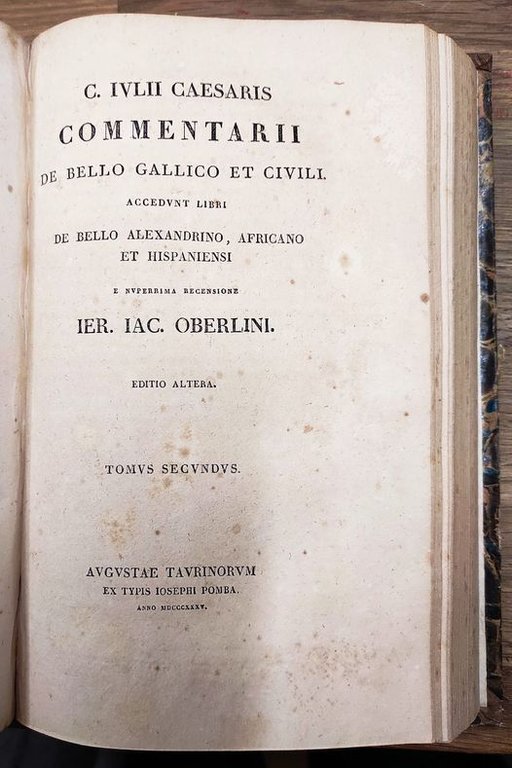 C. IVLII CAESARIS
COMMENTARII
DE BELLO GALLICO ET CIVILI.
ACCEDVNT LIBRI
DE BELLO ALEXANDRINO, AFRICANO
ET HISPANIENSI
E NVPERRIMA RECENSIONE
IER. IAC. OBERLINI.
EDITIO ALTERA.
TOMVS SECVNDVS.
AVGVSTAE TAVRINORVM
EX TYPIS IOSEPHI POMBA.
ANNO MDCCCXXXV.